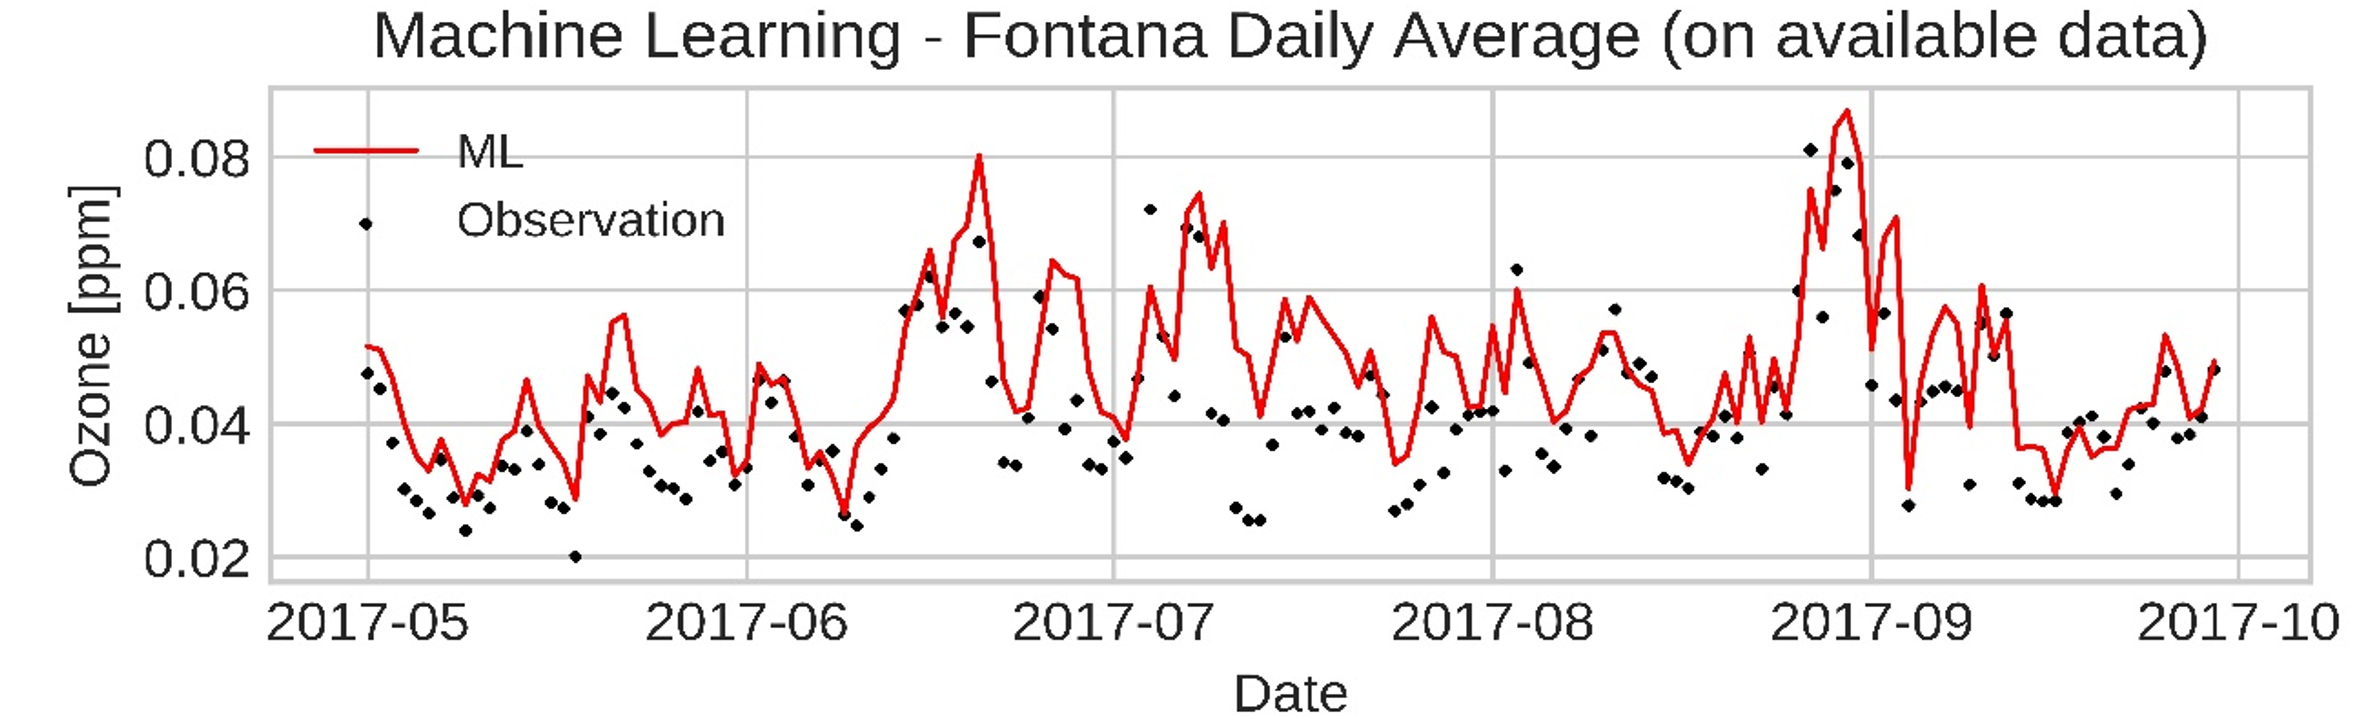 Machine Learning - Fontana Daily Average (on available data)
ML
Observation
Ozone [ppm]
0.08
0.06
0.04
0.02
2017-05 2017-06 2017-07 2017-08 2017-09 2017-10
Date